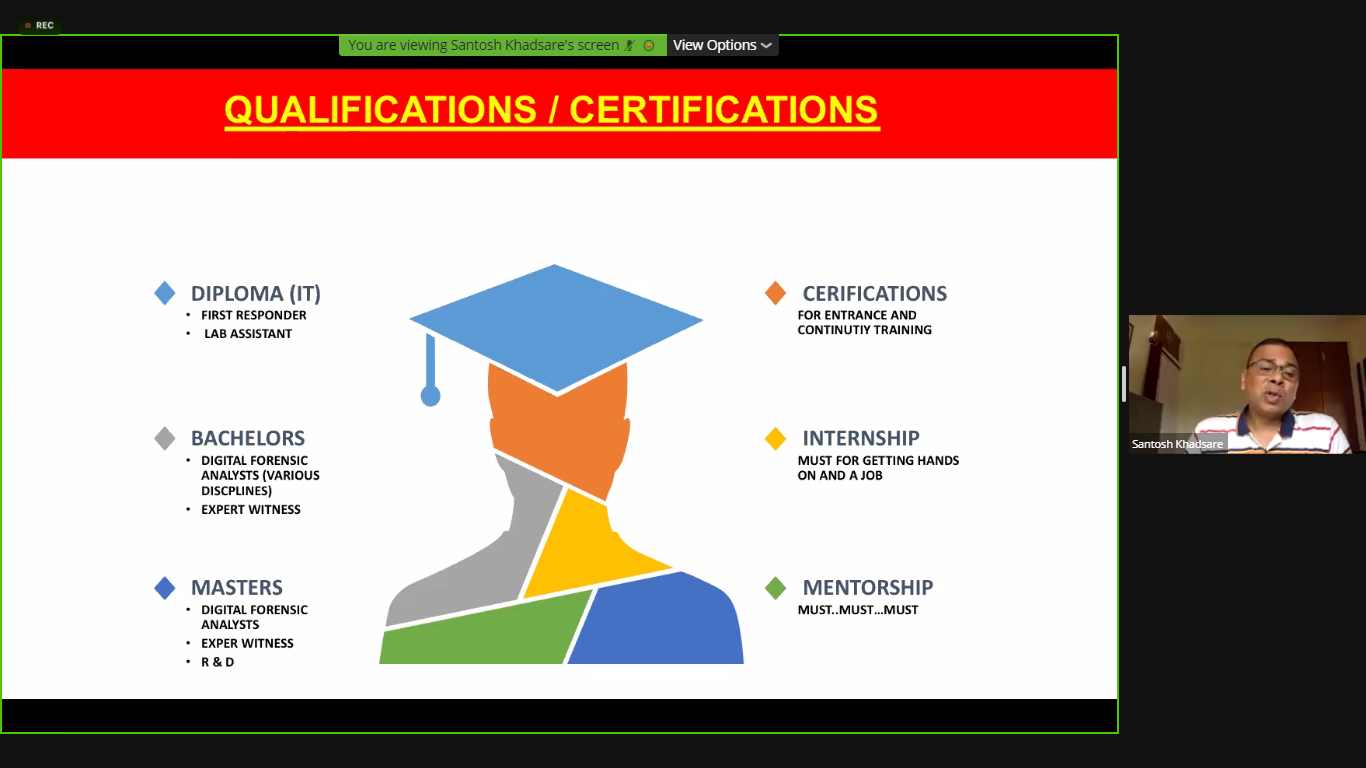 REC
You are viewing Santosh Khadsare's screen
View Options
QUALIFICATIONS / CERTIFICATIONS
DIPLOMA (IT)
• FIRST RESPONDER
• LAB ASSISTANT
BACHELORS
• DIGITAL FORENSIC
ANALYSTS (VARIOUS
DISCPLINES)
• EXPERT WITNESS
MASTERS
• DIGITAL FORENSIC
ANALYSTS
• EXPER WITNESS
• R & D
CERIFICATIONS
FOR ENTRANCE AND
CONTINUTIY TRAINING
INTERNSHIP
MUST FOR GETTING HANDS
ON AND A JOB
MENTORSHIP
MUST..MUST...MUST
Santosh Khadsare